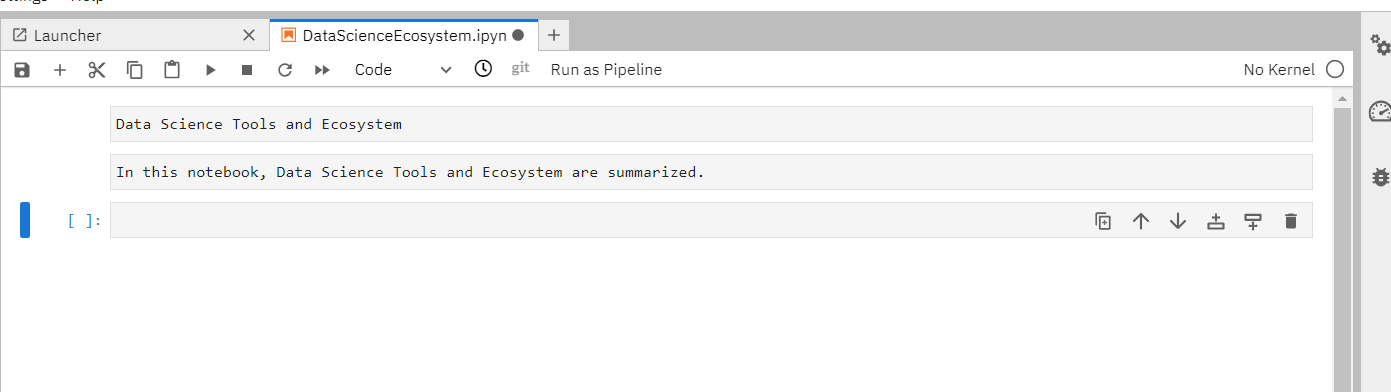 Launcher
DataScienceEcosystem.ipyn
Code
git
Run as Pipeline
No Kernel
Data Science Tools and Ecosystem
In this notebook, Data Science Tools and Ecosystem are summarized.
[ ]: